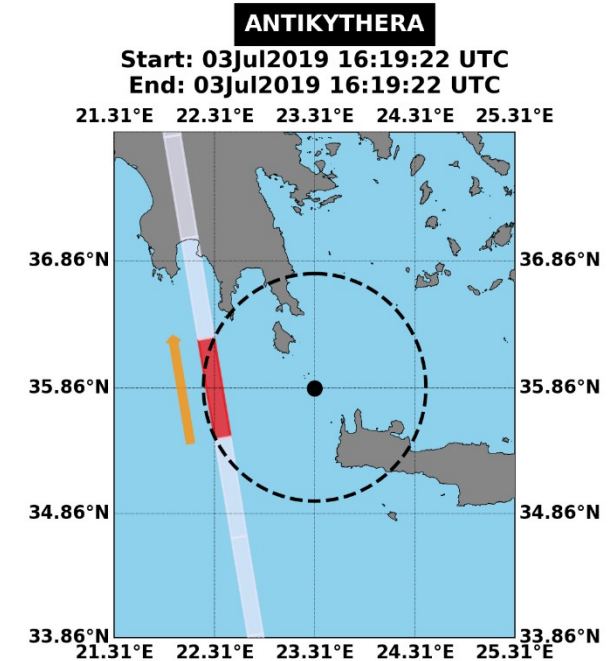 ANTIKYTHERA
Start: 03Jul2019 16:19:22 UTC
End: 03Jul2019 16:19:22 UTC
21.31°E 22.31°E 23.31°E 24.31°E 25.31°E
36.86°N 36.86°N
35.86°N 35.86°N
34.86°N 34.86°N
33.86°N 33.86°N
21.31°E 22.31°E 23.31°E 24.31°E 25.31°E